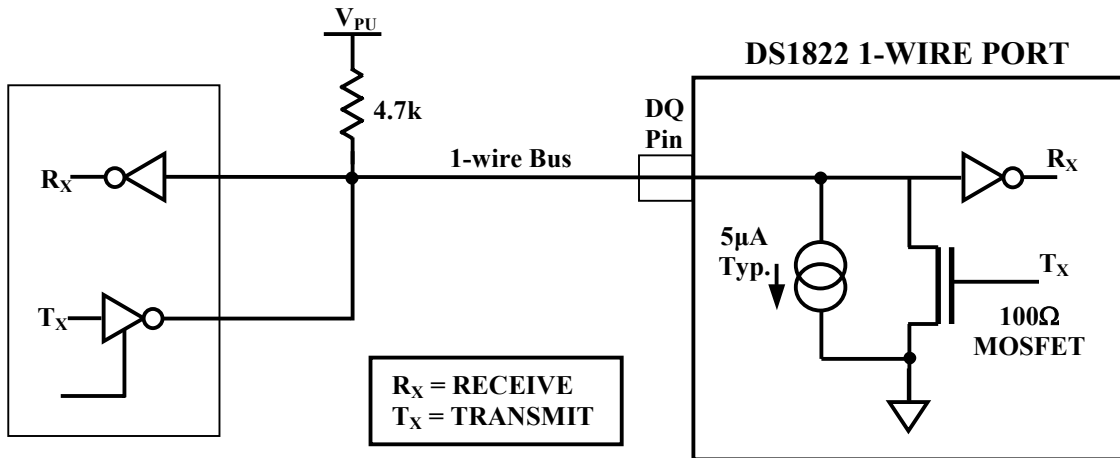 V_PU
DS1822 1-WIRE PORT
4.7k
DQ
Pin
1-wire Bus
R_X
R_X
5µA
Typ.
T_X
T_X
100Ω
MOSFET
R_X = RECEIVE
T_X = TRANSMIT